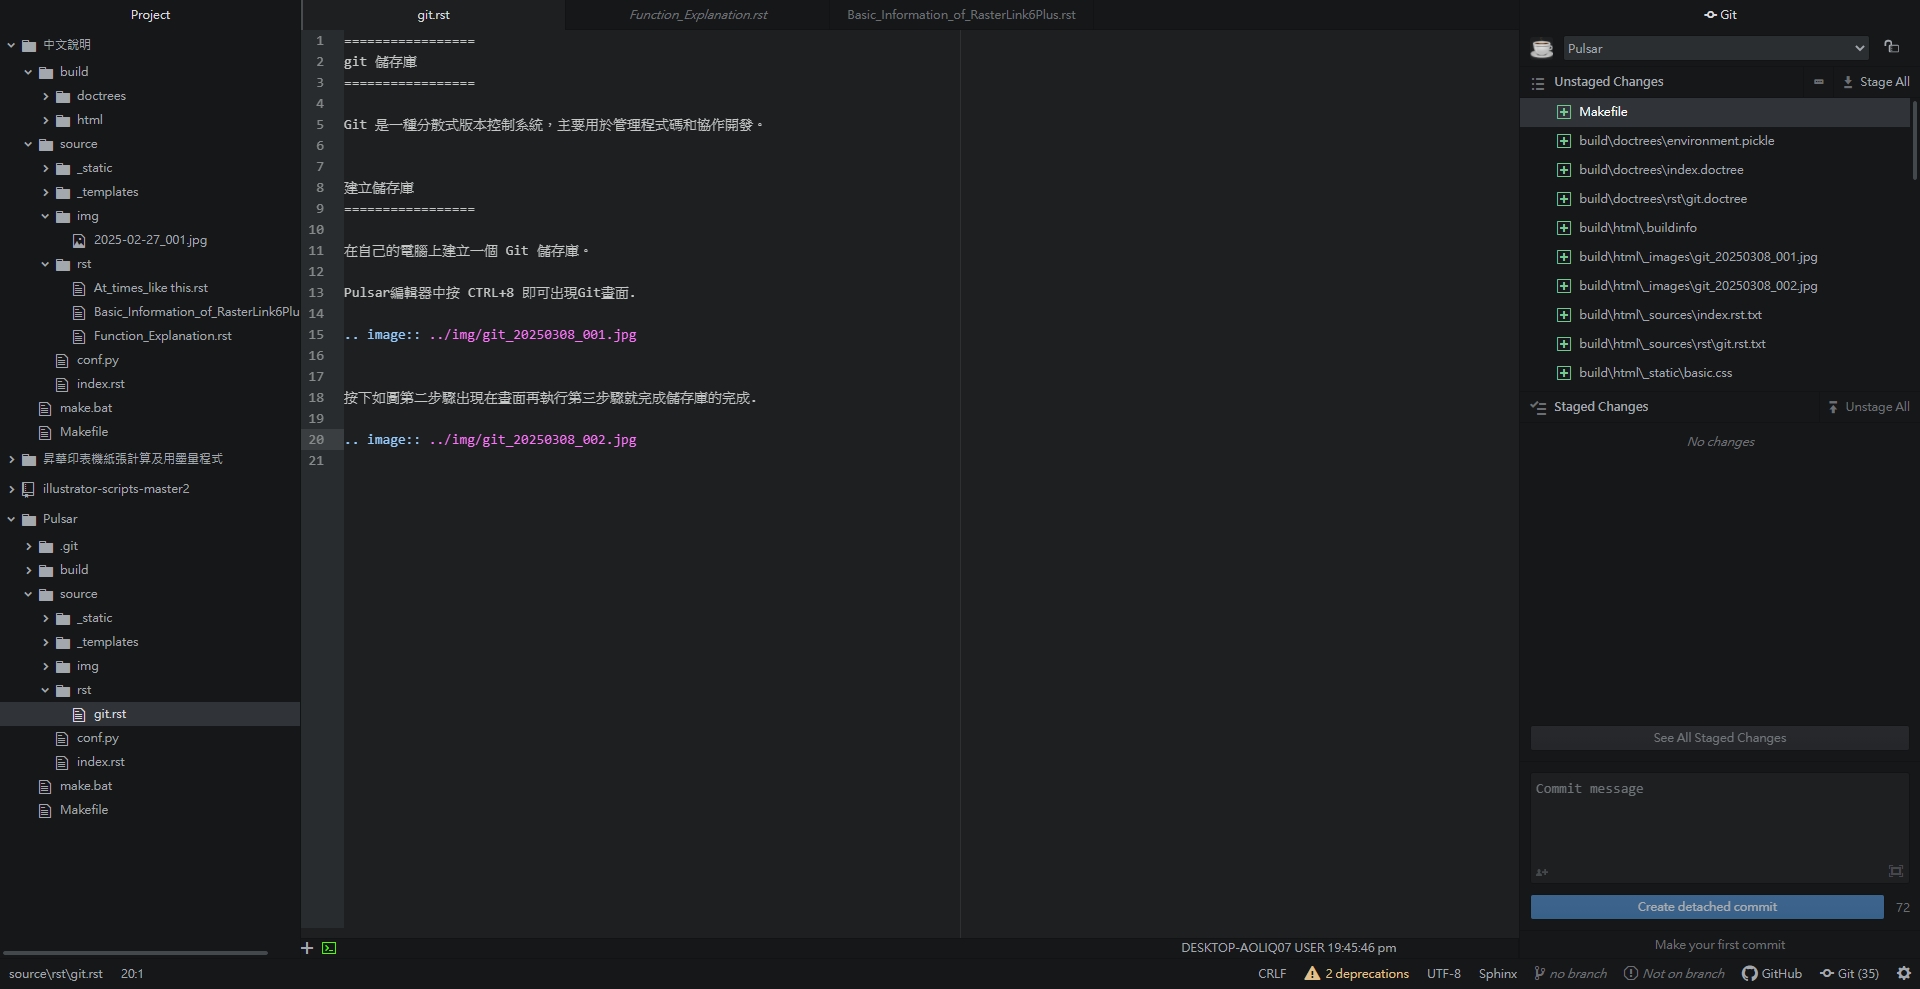 Project
中文說明
build
doctrees
html
source
_static
_templates
img
2025-02-27_001.jpg
rst
At_times_like this.rst
Basic_Information_of_RasterLink6Plu
Function_Explanation.rst
conf.py
index.rst
make.bat
Makefile
昇華印表機紙張計算及用墨量程式
illustrator-scripts-master2
Pulsar
.git
build
source
_static
_templates
img
rst
git.rst
conf.py
index.rst
make.bat
Makefile
git.rst
Function_Explanation.rst
Basic_Information_of_RasterLink6Plus.rst
1 =================
2 git 儲存庫
3 =================
4
5 Git 是一種分散式版本控制系統，主要用於管理程式碼和協作開發。
6
7
8 建立儲存庫
9 =================
10
11 在自己的電腦上建立一個 Git 儲存庫。
12
13 Pulsar編輯器中按 CTRL+8 即可出現Git畫面.
14
15 .. image:: ../img/git_20250308_001.jpg
16
17
18 按下如圖第二步驟出現在畫面再執行第三步驟就完成儲存庫的完成.
19
20 .. image:: ../img/git_20250308_002.jpg
21
DESKTOP-AOLIQ07 USER 19:45:46 pm
Git
Pulsar
Unstaged Changes
Stage All
Makefile
build\doctrees\environment.pickle
build\doctrees\index.doctree
build\doctrees\rst\git.doctree
build\html\.buildinfo
build\html\_images\git_20250308_001.jpg
build\html\_images\git_20250308_002.jpg
build\html\_sources\index.rst.txt
build\html\_sources\rst\git.rst.txt
build\html\_static\basic.css
Staged Changes
Unstage All
No changes
See All Staged Changes
Commit message
Create detached commit
72
Make your first commit
source\rst\git.rst 20:1
CRLF 2 deprecations UTF-8 Sphinx no branch Not on branch GitHub Git (35)